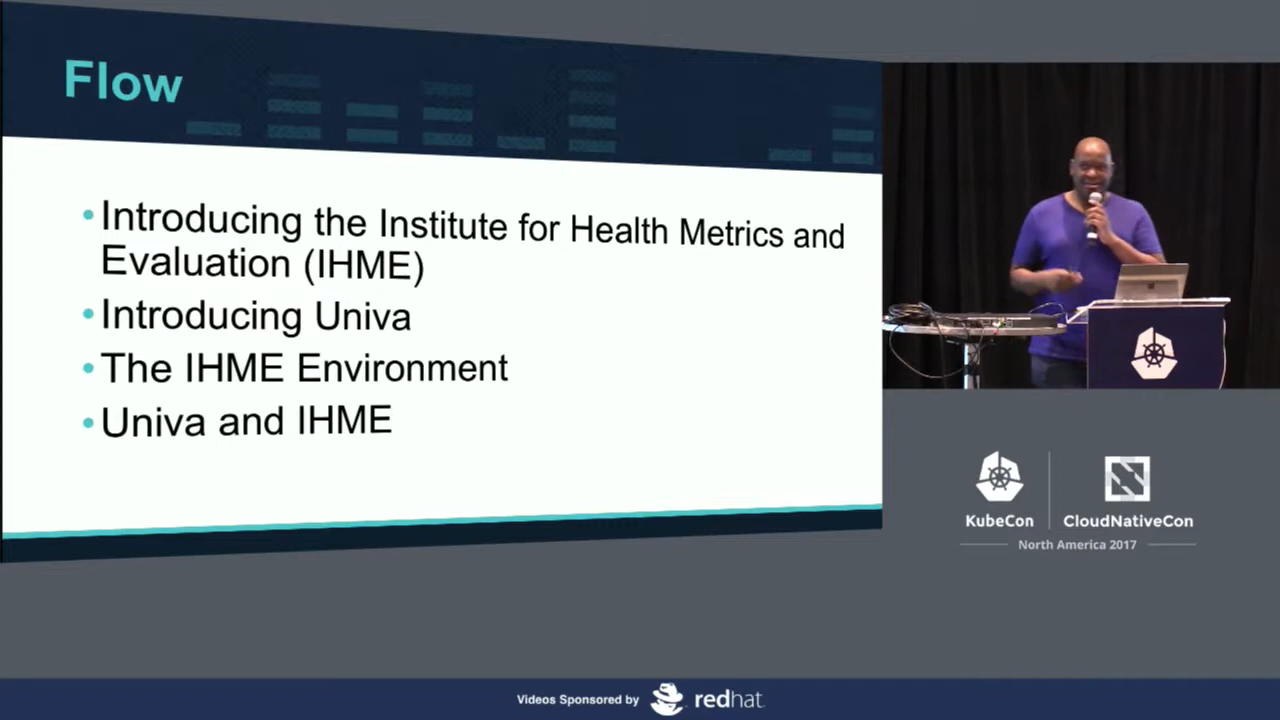 Flow
•Introducing the Institute for Health Metrics and
Evaluation (IHME)
•Introducing Univa
•The IHME Environment
•Univa and IHME
KubeCon
CloudNativeCon
North America 2017
Videos Sponsored by
redhat.